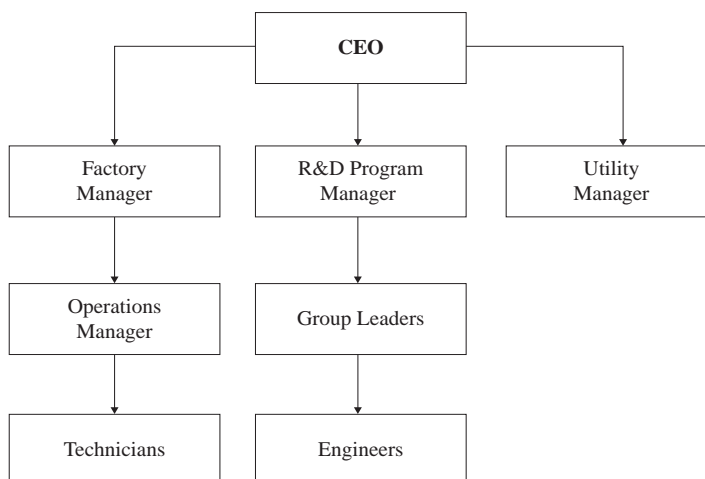 CEO
Factory
Manager
R&D Program
Manager
Utility
Manager
Operations
Manager
Group Leaders
Technicians
Engineers